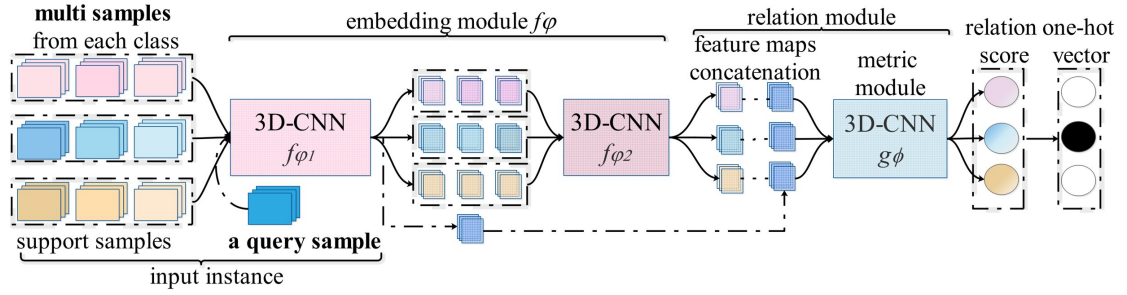 multi samples
from each class
embedding module fφ
relation module
feature maps
concatenation
metric
module
relation one-hot
score vector
3D-CNN
fφ1
3D-CNN
fφ2
3D-CNN
gϕ
support samples
a query sample
input instance